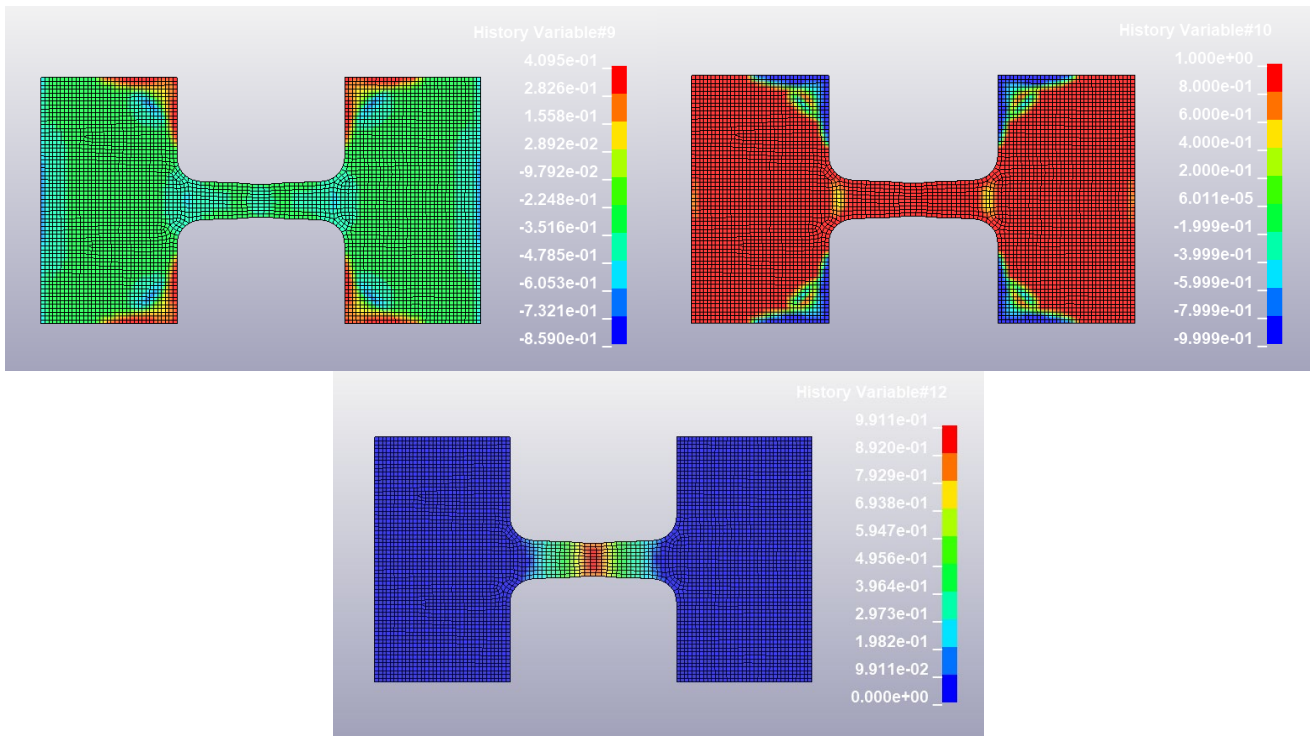 History Variable#9
4.095e-01
2.826e-01
1.558e-01
2.892e-02
-9.792e-02
-2.248e-01
-3.516e-01
-4.785e-01
-6.053e-01
-7.321e-01
-8.590e-01
History Variable#10
1.000e+00
8.000e-01
6.000e-01
4.000e-01
2.000e-01
6.011e-05
-1.999e-01
-3.999e-01
-5.999e-01
-7.999e-01
-9.999e-01
History Variable#12
9.911e-01
8.920e-01
7.929e-01
6.938e-01
5.947e-01
4.956e-01
3.964e-01
2.973e-01
1.982e-01
9.911e-02
0.000e+00